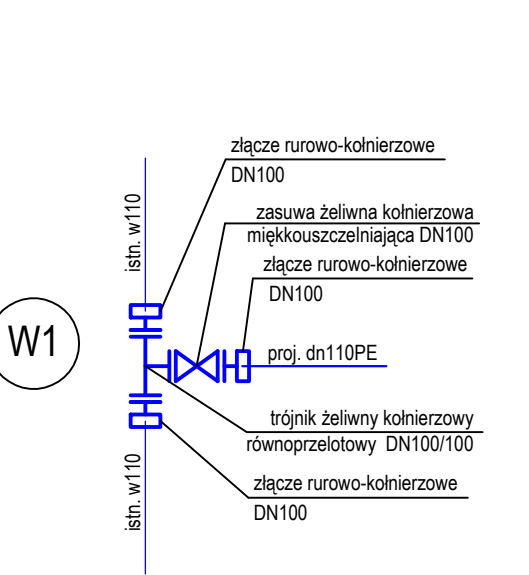 złącze rurowo-kołnierzowe
DN100
istn. w110
zasuwa żeliwna kołnierzowa
miękkouszczelniająca DN100
złącze rurowo-kołnierzowe
DN100
W1
proj. dn110PE
trójnik żeliwny kołnierzowy
równoprzelotowy DN100/100
istn. w110
złącze rurowo-kołnierzowe
DN100